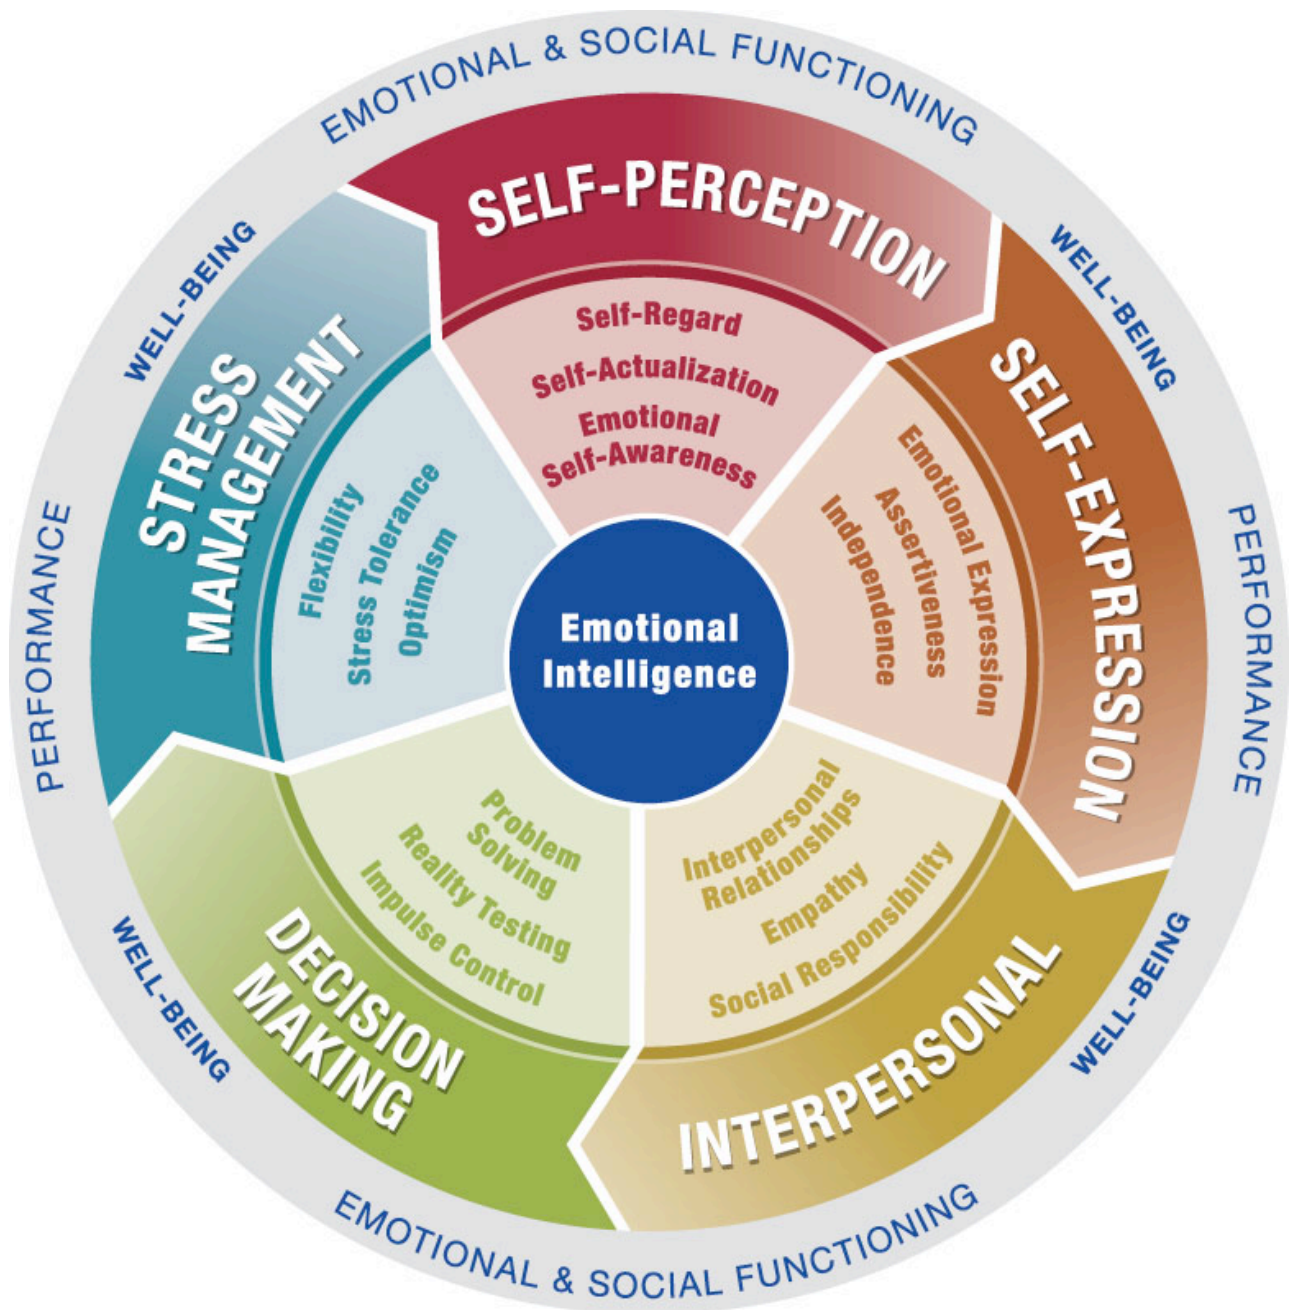 EMOTIONAL & SOCIAL FUNCTIONING
WELL-BEING
PERFORMANCE
WELL-BEING
EMOTIONAL & SOCIAL FUNCTIONING
WELL-BEING
PERFORMANCE
WELL-BEING
SELF-PERCEPTION
Self-Regard
Self-Actualization
Emotional
Self-Awareness
SELF-EXPRESSION
Emotional Expression
Assertiveness
Independence
INTERPERSONAL
Interpersonal
Relationships
Empathy
Social Responsibility
DECISION
MAKING
Problem
Solving
Reality Testing
Impulse Control
STRESS
MANAGEMENT
Flexibility
Stress Tolerance
Optimism
Emotional
Intelligence